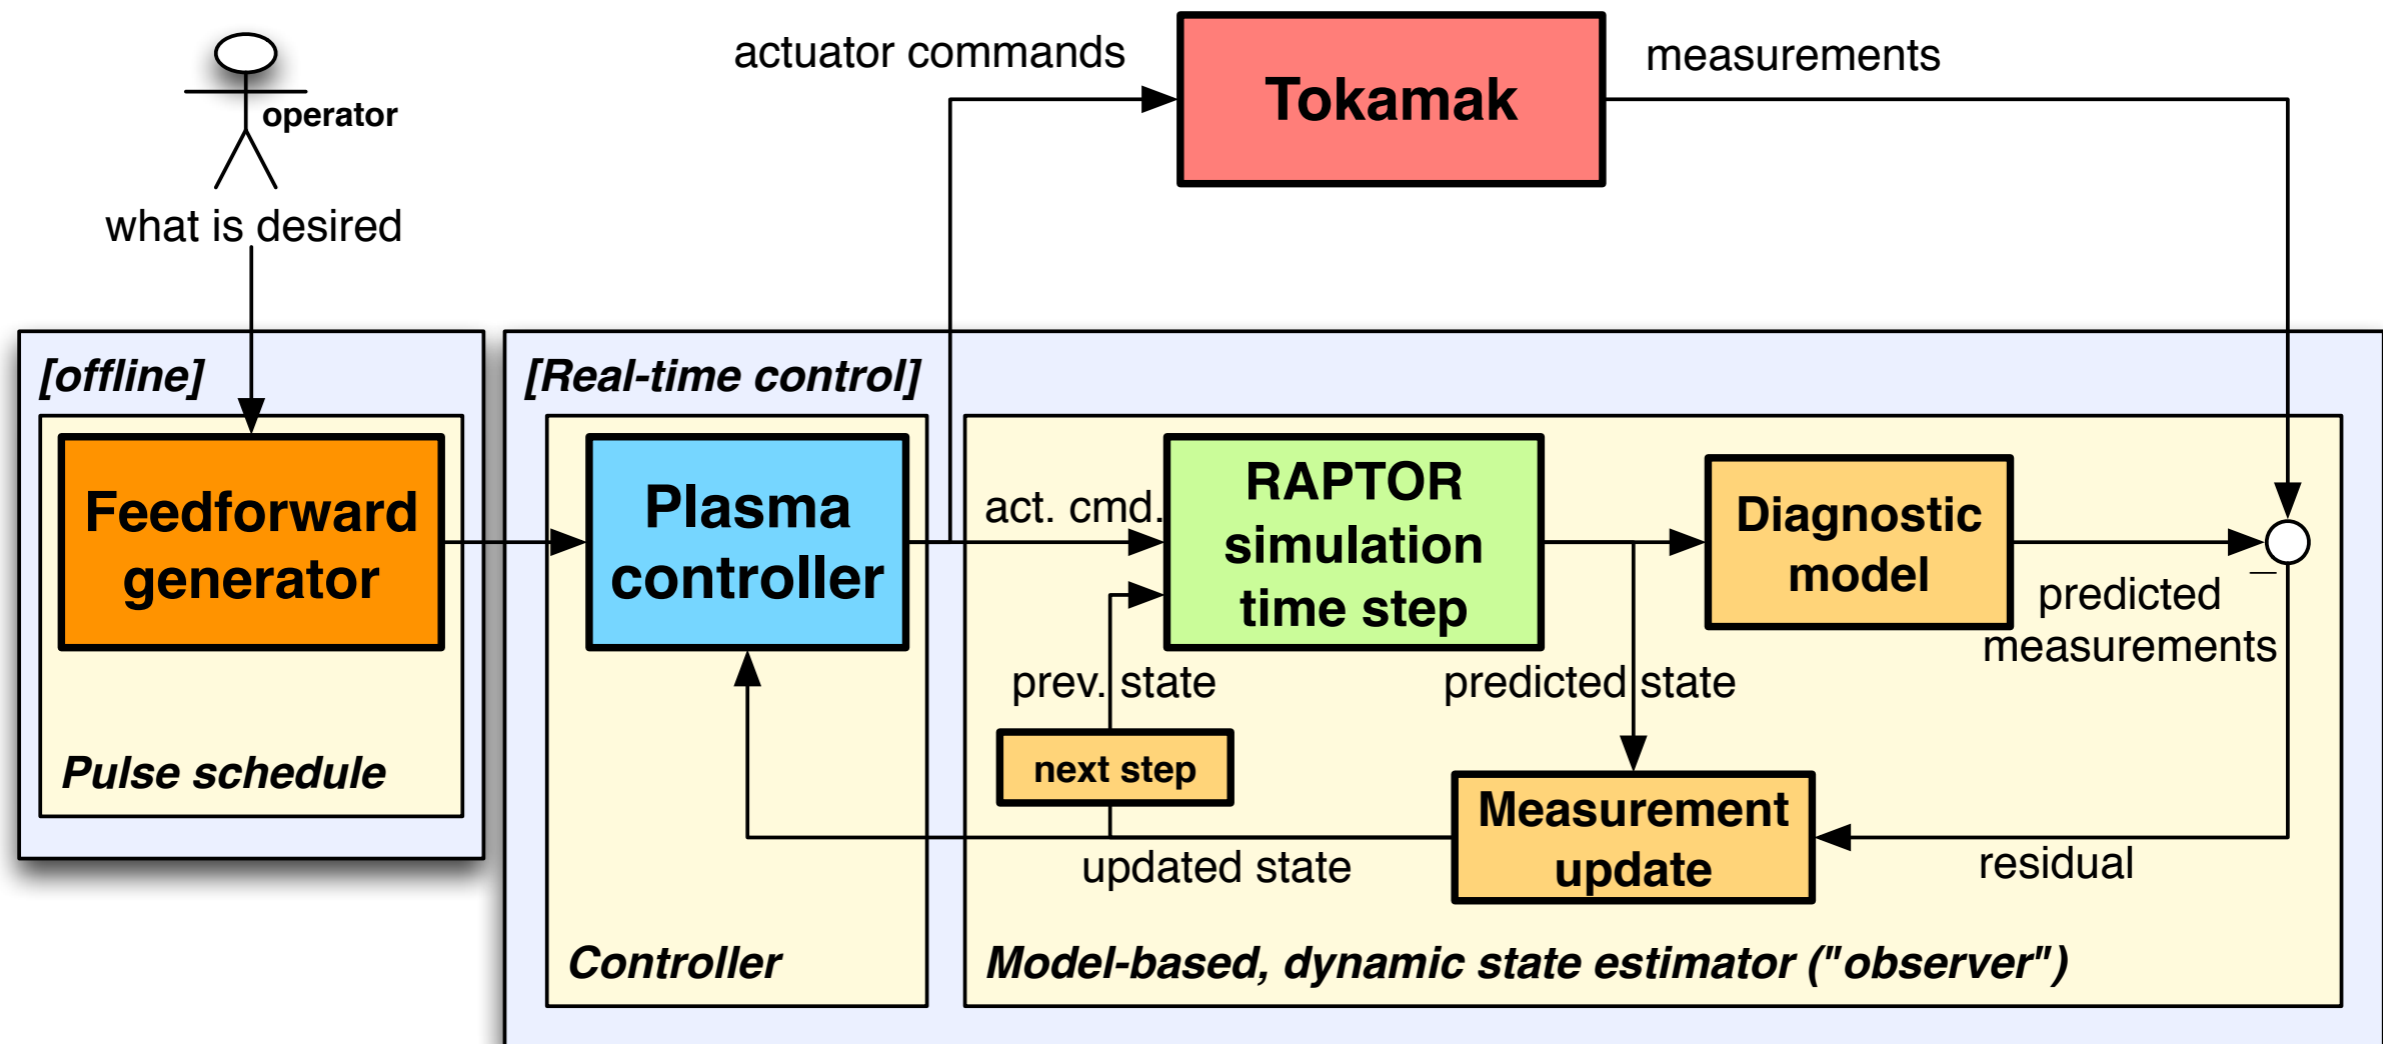 actuator commands
Tokamak
measurements
operator
what is desired
[offline]
[Real-time control]
Feedforward
generator
Pulse schedule
Plasma
controller
Controller
act. cmd.
RAPTOR
simulation
time step
Diagnostic
model
predicted
measurements
–
prev. state
predicted state
next step
Measurement
update
updated state
residual
Model-based, dynamic state estimator ("observer")